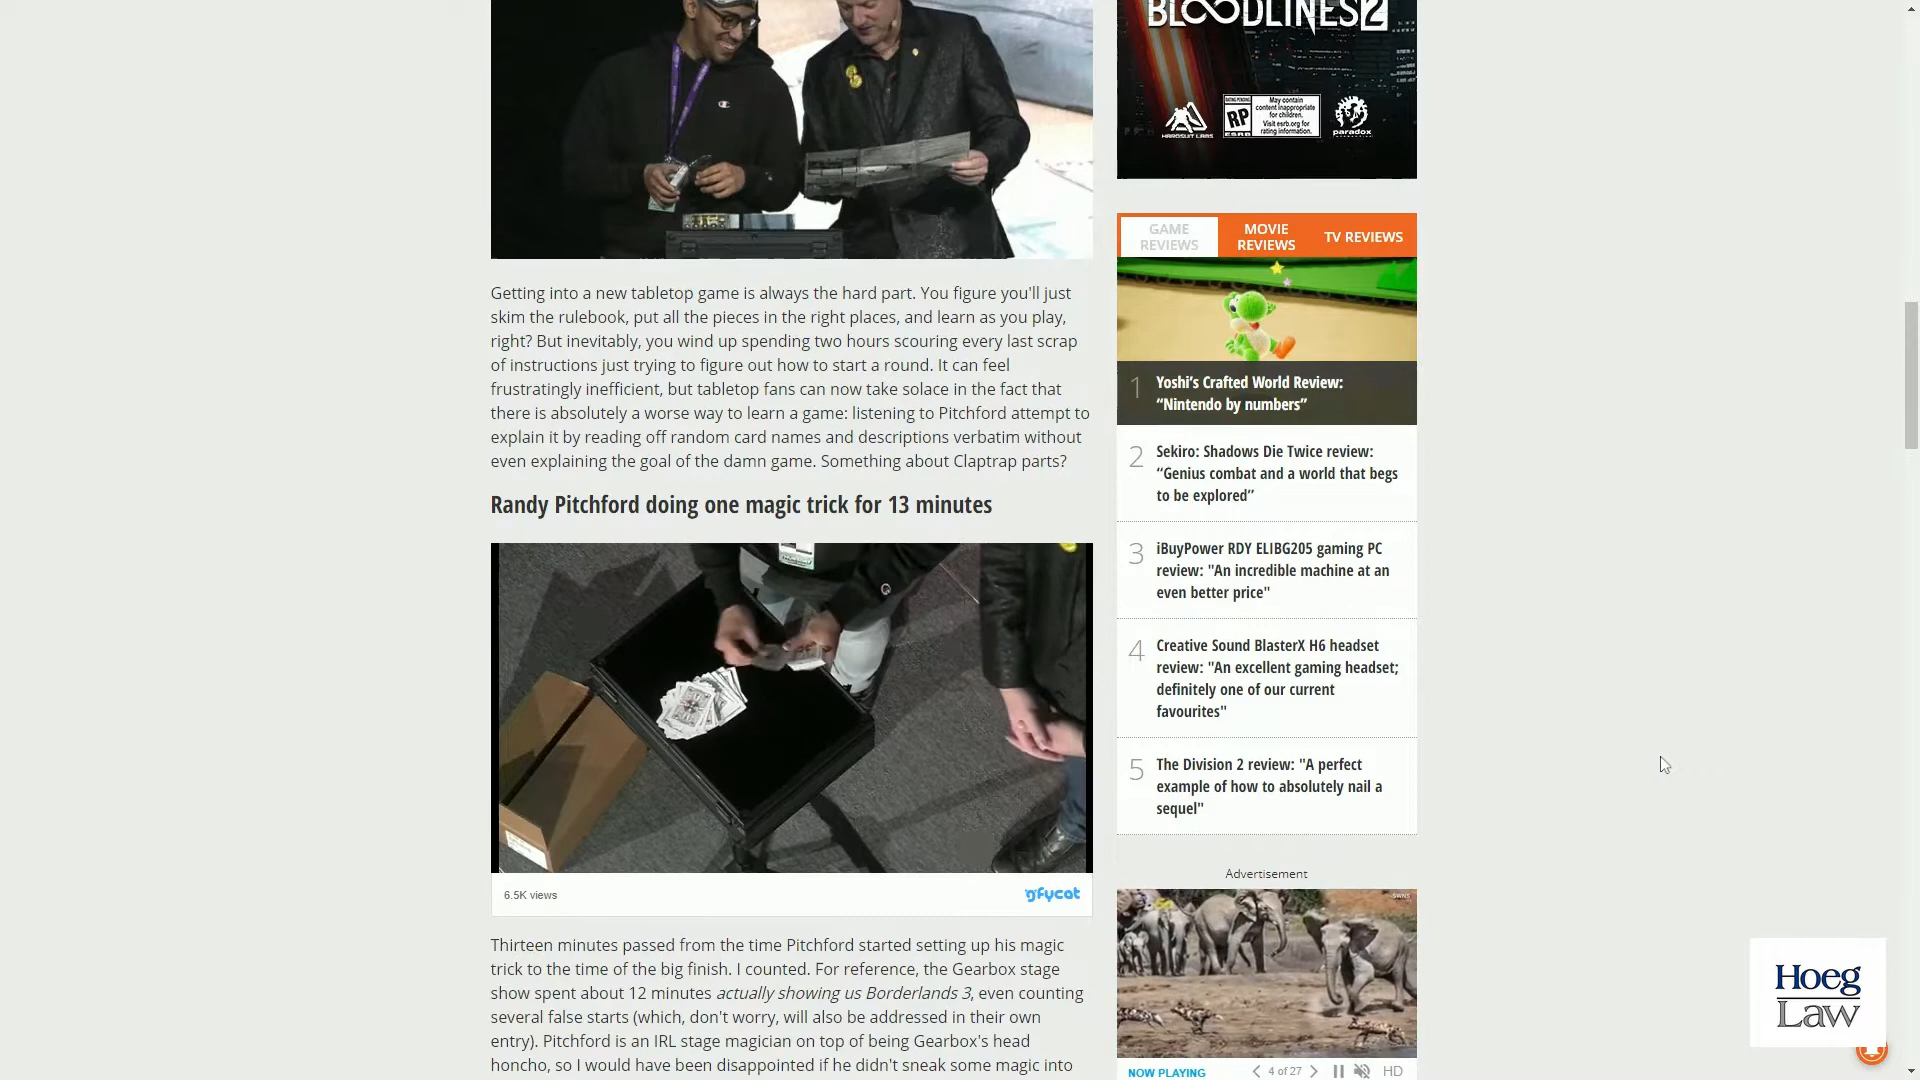 BLOODLINES 2
HARDSUIT LABS
RATING PENDING
RP
ESRB
May contain
content inappropriate
for children.
Visit esrb.org for
rating information.
paradox
GAME
REVIEWS
MOVIE
REVIEWS
TV REVIEWS
Getting into a new tabletop game is always the hard part. You figure you'll just
skim the rulebook, put all the pieces in the right places, and learn as you play,
right? But inevitably, you wind up spending two hours scouring every last scrap
of instructions just trying to figure out how to start a round. It can feel
frustratingly inefficient, but tabletop fans can now take solace in the fact that
there is absolutely a worse way to learn a game: listening to Pitchford attempt to
explain it by reading off random card names and descriptions verbatim without
even explaining the goal of the damn game. Something about Claptrap parts?
Randy Pitchford doing one magic trick for 13 minutes
6.5K views
gfycat
Thirteen minutes passed from the time Pitchford started setting up his magic
trick to the time of the big finish. I counted. For reference, the Gearbox stage
show spent about 12 minutes actually showing us Borderlands 3, even counting
several false starts (which, don't worry, will also be addressed in their own
entry). Pitchford is an IRL stage magician on top of being Gearbox's head
honcho, so I would have been disappointed if he didn't sneak some magic into
1
Yoshi’s Crafted World Review:
“Nintendo by numbers”
2
Sekiro: Shadows Die Twice review:
“Genius combat and a world that begs
to be explored”
3
iBuyPower RDY ELIBG205 gaming PC
review: "An incredible machine at an
even better price"
4
Creative Sound BlasterX H6 headset
review: "An excellent gaming headset;
definitely one of our current
favourites"
5
The Division 2 review: "A perfect
example of how to absolutely nail a
sequel"
Advertisement
SWNS
NOW PLAYING
4 of 27
HD
Hoeg
Law